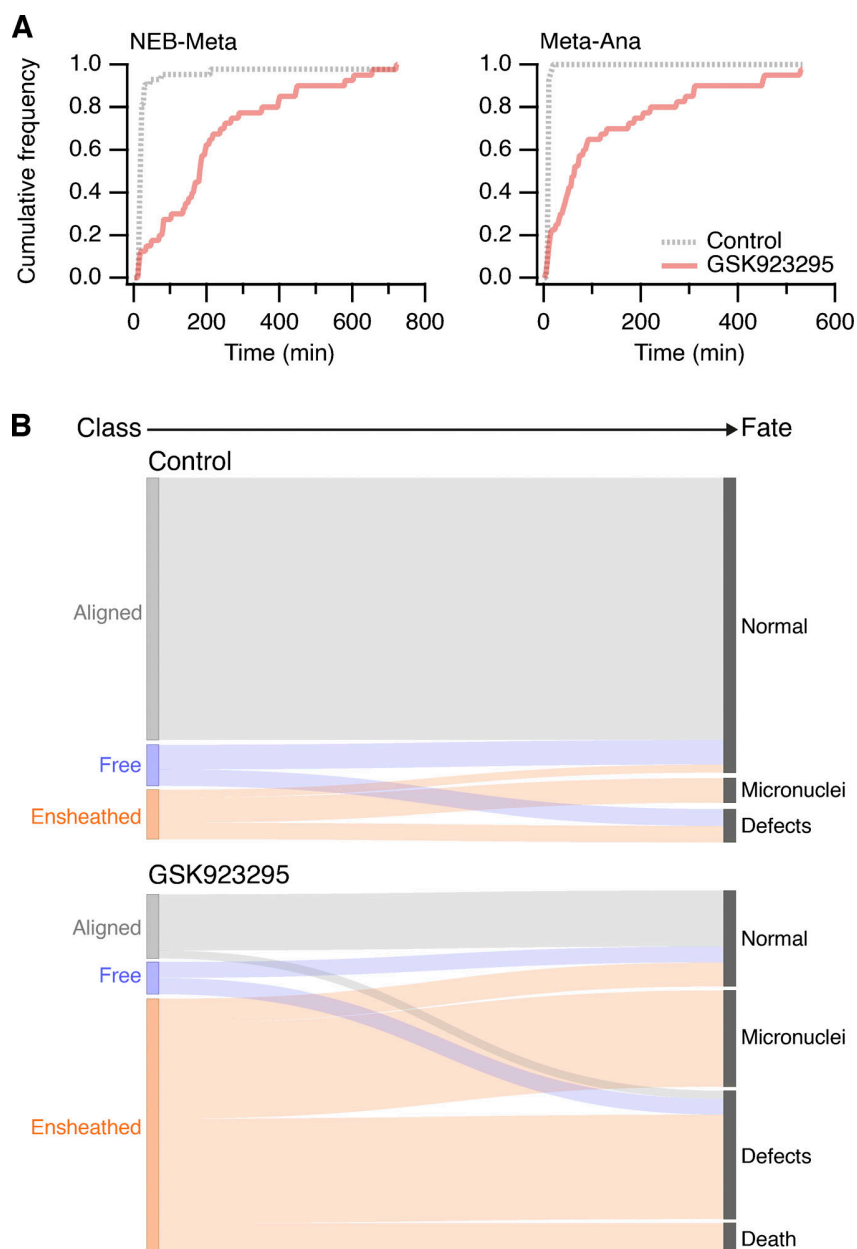 A
NEB-Meta
Meta-Ana
Cumulative frequency
1.0
0.8
0.6
0.4
0.2
0.0
0 200 400 600 800
Time (min)
1.0
0.8
0.6
0.4
0.2
0.0
Control
GSK923295
0 200 400 600
Time (min)
B
Class
Fate
Control
Aligned
Free
Ensheathed
Normal
Micronuclei
Defects
GSK923295
Aligned
Free
Ensheathed
Normal
Micronuclei
Defects
Death